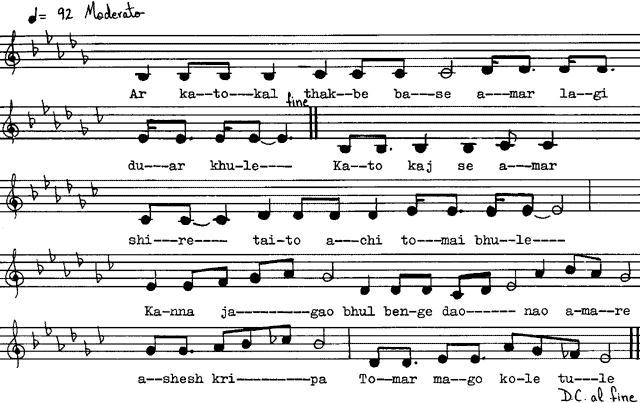 ♩= 92 Moderato
Ar ka--to--kal thak--be ba--se a--mar la--gi
fine
du--ar khu-le---- Ka--to kaj se a---mar
shi---re---- tai-to a---chi to---mai bhu--le----
Ka-nna ja----------gao bhul ben-ge dao------- nao a-ma--re
a--shesh kri----------pa To--mar ma--go ko-le tu---le
D.C. al fine